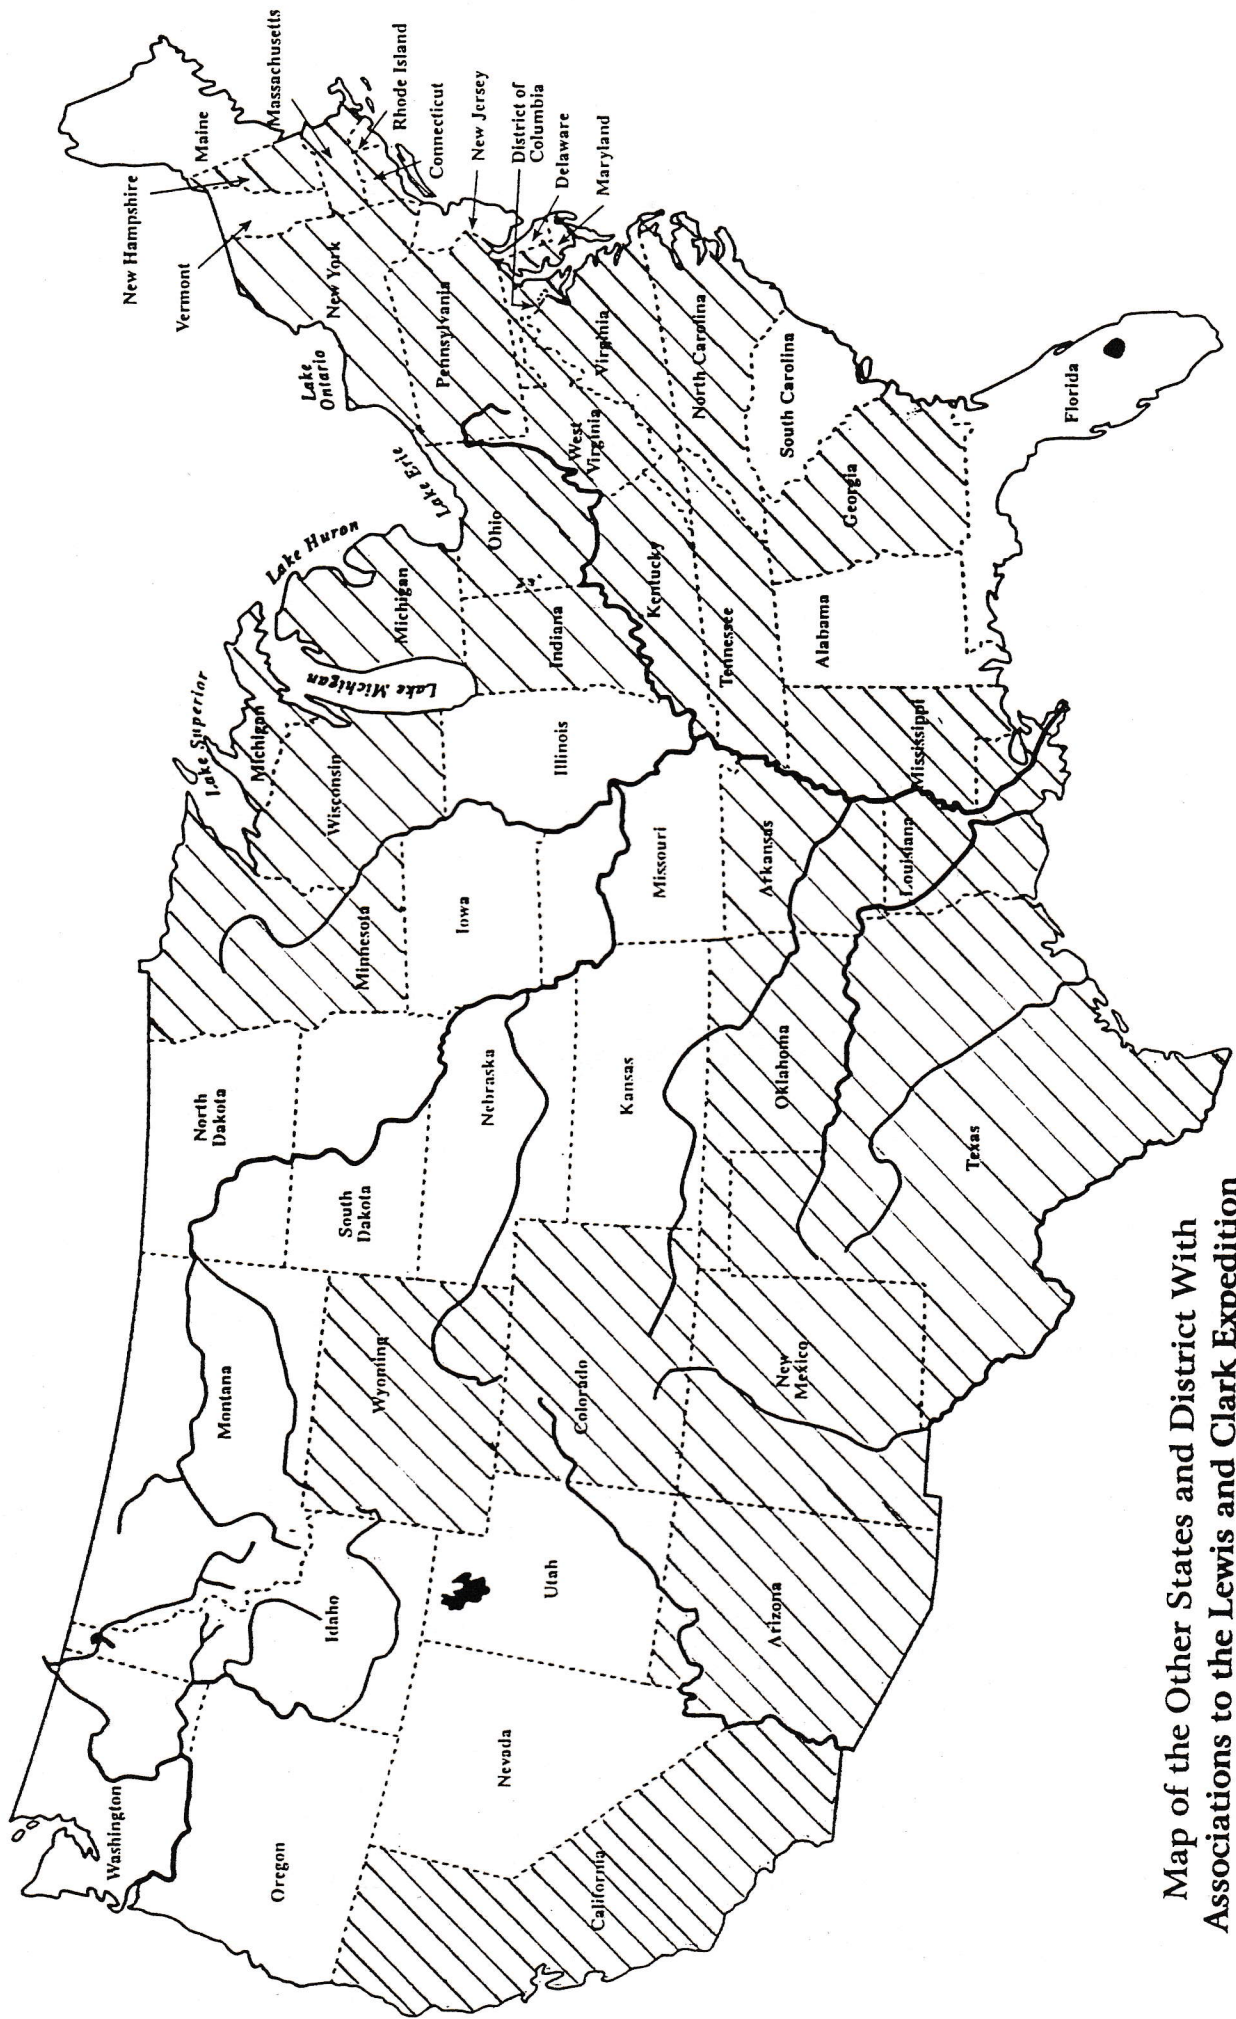 Washington
Oregon
California
Nevada
Idaho
Utah
Arizona
Montana
Wyoming
Colorado
New
Mexico
North
Dakota
South
Dakota
Nebraska
Kansas
Oklahoma
Texas
Minnesota
Iowa
Missouri
Arkansas
Louisiana
Wisconsin
Illinois
Mississippi
Lake Superior
Michigan
Lake Michigan
Michigan
Lake Huron
Indiana
Ohio
Kentucky
Tennessee
Alabama
Georgia
Florida
Lake Erie
Lake
Ontario
West
Virginia
Virginia
North Carolina
South Carolina
Pennsylvania
New York
Vermont
New Hampshire
Maine
Massachusetts
Rhode Island
Connecticut
New Jersey
District of
Columbia
Delaware
Maryland
Map of the Other States and District With
Associations to the Lewis and Clark Expedition